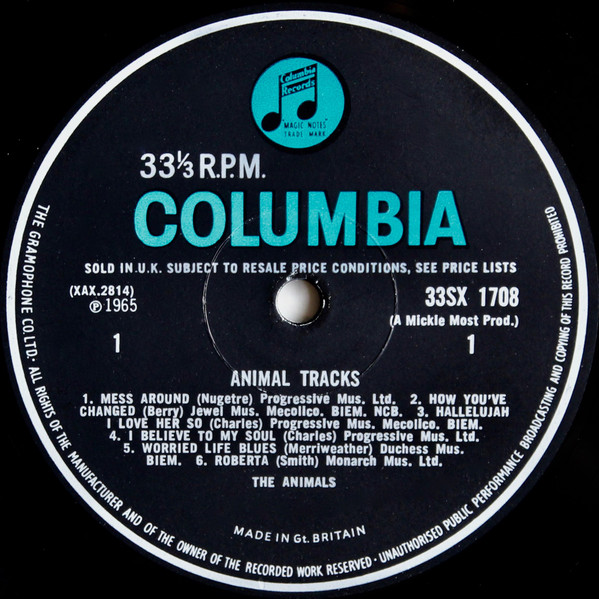 Columbia
Records
"MAGIC NOTES"
TRADE MARK
33⅓ R.P.M.
COLUMBIA
SOLD IN U.K. SUBJECT TO RESALE PRICE CONDITIONS, SEE PRICE LISTS
(XAX.2814)
℗ 1965
33SX 1708
(A Mickie Most Prod.)
1
1
ANIMAL TRACKS
1. MESS AROUND (Nugetre) Progressive Mus. Ltd. 2. HOW YOU'VE
CHANGED (Berry) Jewel Mus. Mecolico. BIEM. NCB. 3. HALLELUJAH
I LOVE HER SO (Charles) Progressive Mus. Mecolico. BIEM.
4. I BELIEVE TO MY SOUL (Charles) Progressive Mus. Ltd.
5. WORRIED LIFE BLUES (Merriweather) Duchess Mus.
BIEM. 6. ROBERTA (Smith) Monarch Mus. Ltd.
THE ANIMALS
MADE IN Gt. BRITAIN
THE GRAMOPHONE CO. LTD. · ALL RIGHTS OF THE MANUFACTURER AND OF THE OWNER OF THE RECORDED WORK RESERVED · UNAUTHORISED PUBLIC PERFORMANCE BROADCASTING AND COPYING OF THIS RECORD PROHIBITED